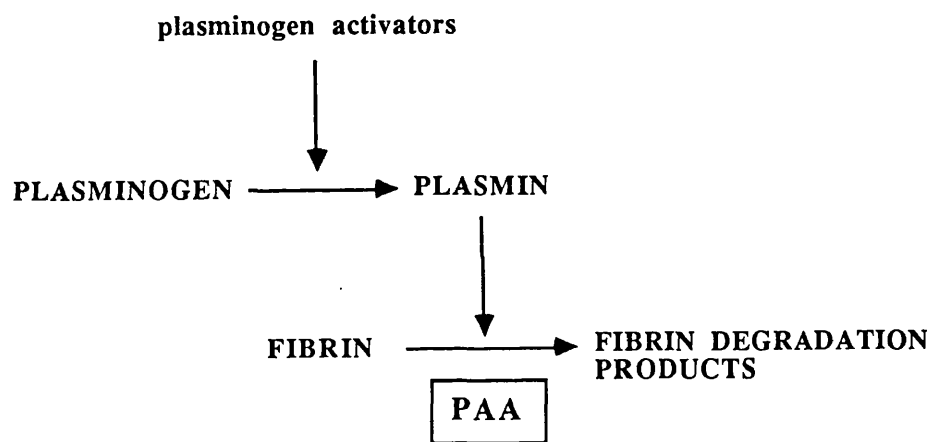 plasminogen activators
PLASMINOGEN
PLASMIN
FIBRIN
FIBRIN DEGRADATION
PRODUCTS
PAA